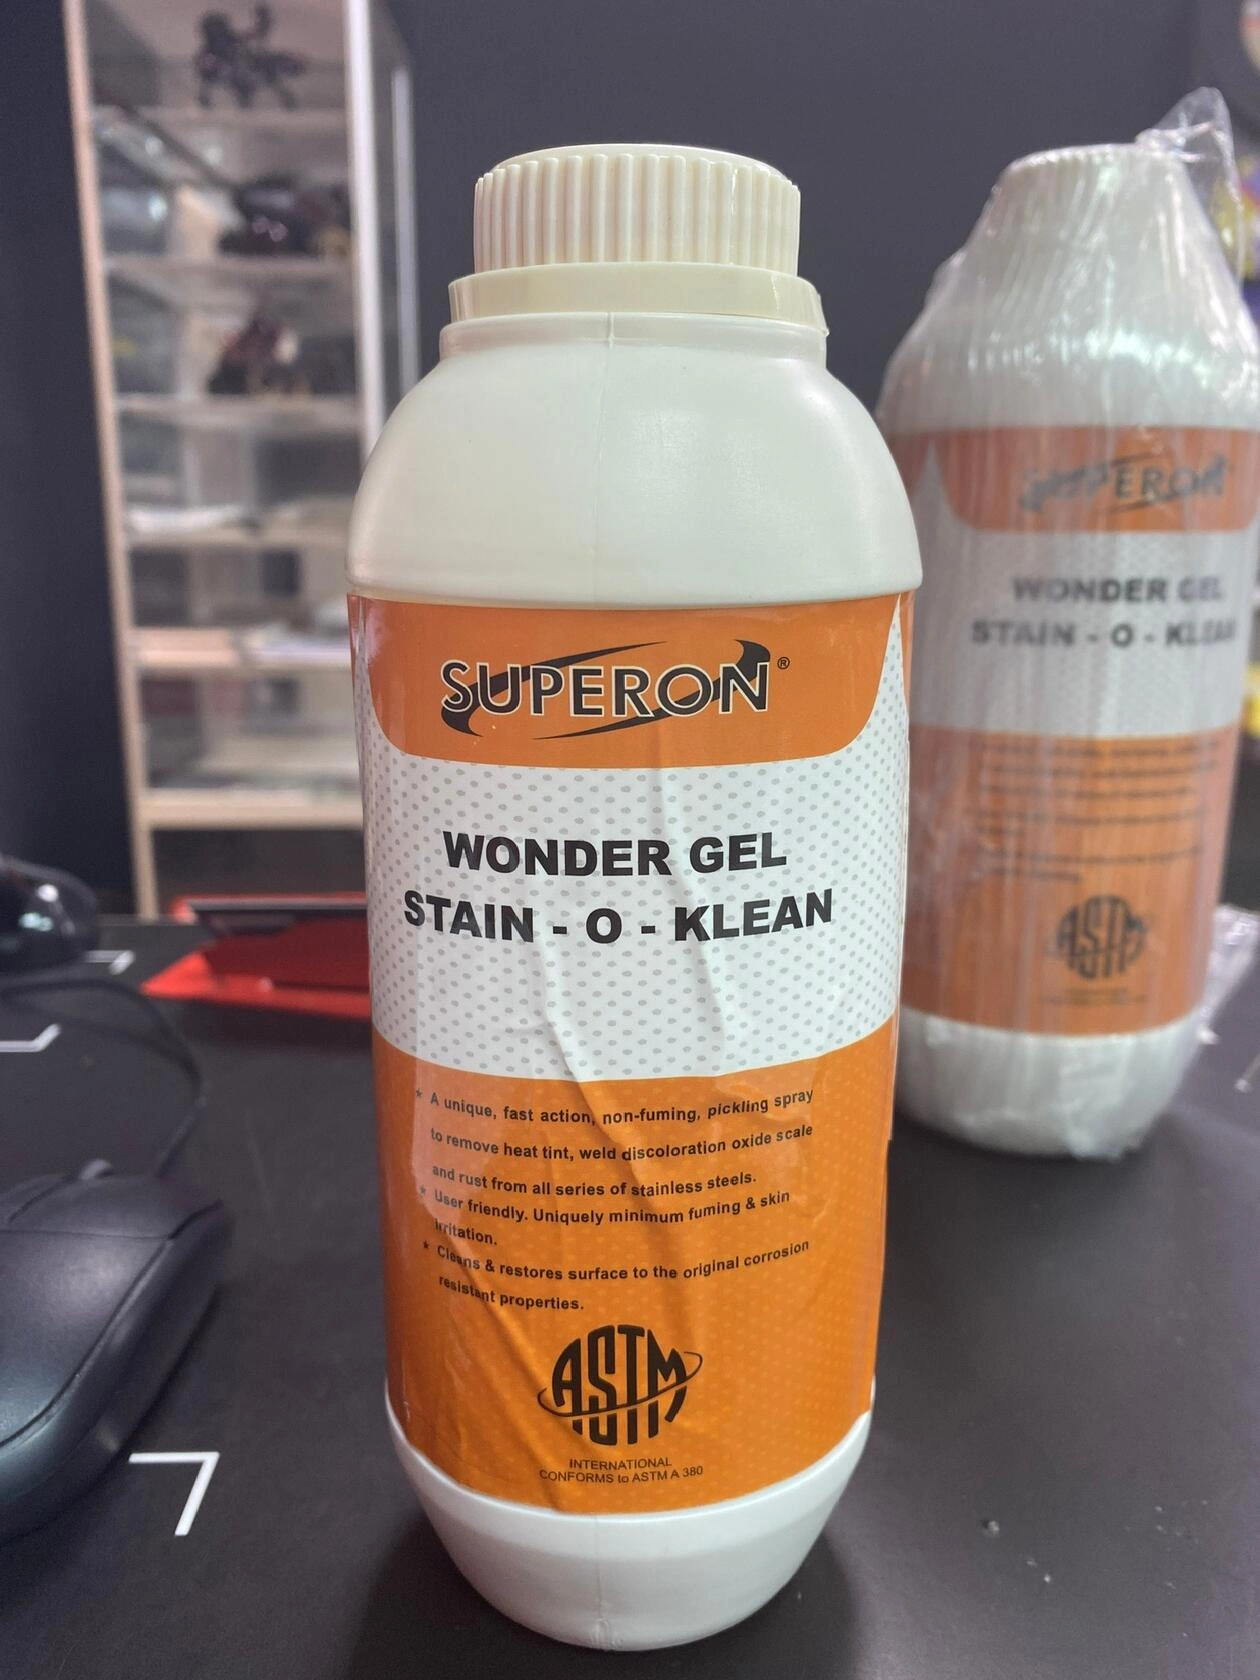 SUPERON®
WONDER GEL
STAIN - O - KLEAN
* A unique, fast action, non-fuming, pickling spray
to remove heat tint, weld discoloration oxide scale
and rust from all series of stainless steels.
* User friendly. Uniquely minimum fuming & skin
irritation.
* Cleans & restores surface to the original corrosion
resistant properties.
ASTM
INTERNATIONAL
CONFORMS to ASTM A 380
SUPERON
WONDER GEL
STAIN - O - KLEAN
ASTM